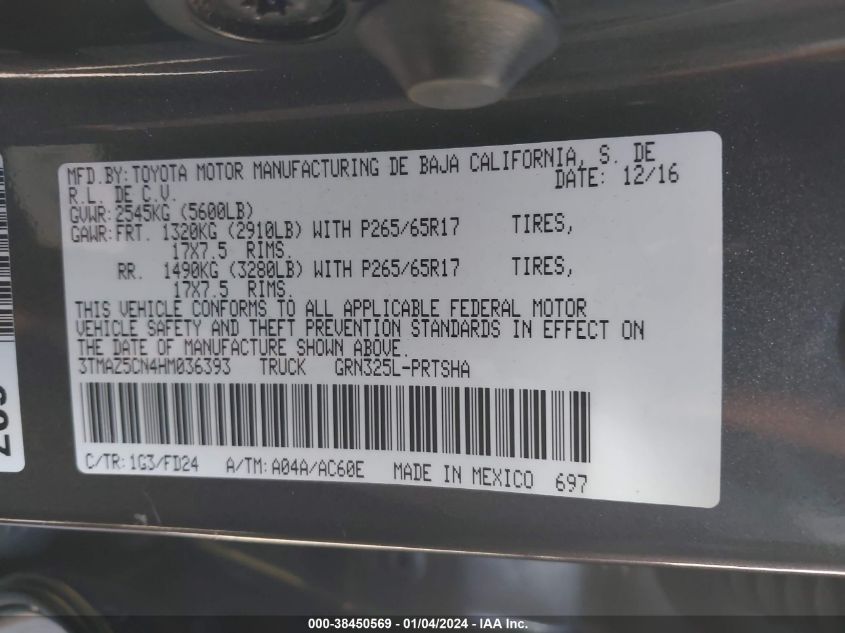 MFD.BY: TOYOTA MOTOR MANUFACTURING DE BAJA CALIFORNIA, S. DE
R.L. DE C.V. DATE: 12/16
GVWR: 2545KG (5600LB)
GAWR: FRT. 1320KG (2910LB) WITH P265/65R17 TIRES,
17X7.5 RIMS.
RR. 1490KG (3280LB) WITH P265/65R17 TIRES,
17X7.5 RIMS.
THIS VEHICLE CONFORMS TO ALL APPLICABLE FEDERAL MOTOR
VEHICLE SAFETY AND THEFT PREVENTION STANDARDS IN EFFECT ON
THE DATE OF MANUFACTURE SHOWN ABOVE.
3TMAZ5CN4HM036393 TRUCK GRN325L-PRTSHA
C/TR: 1G3/FD24 A/TM: A04A/AC60E MADE IN MEXICO 697
000-38450569 - 01/04/2024 - IAA Inc.